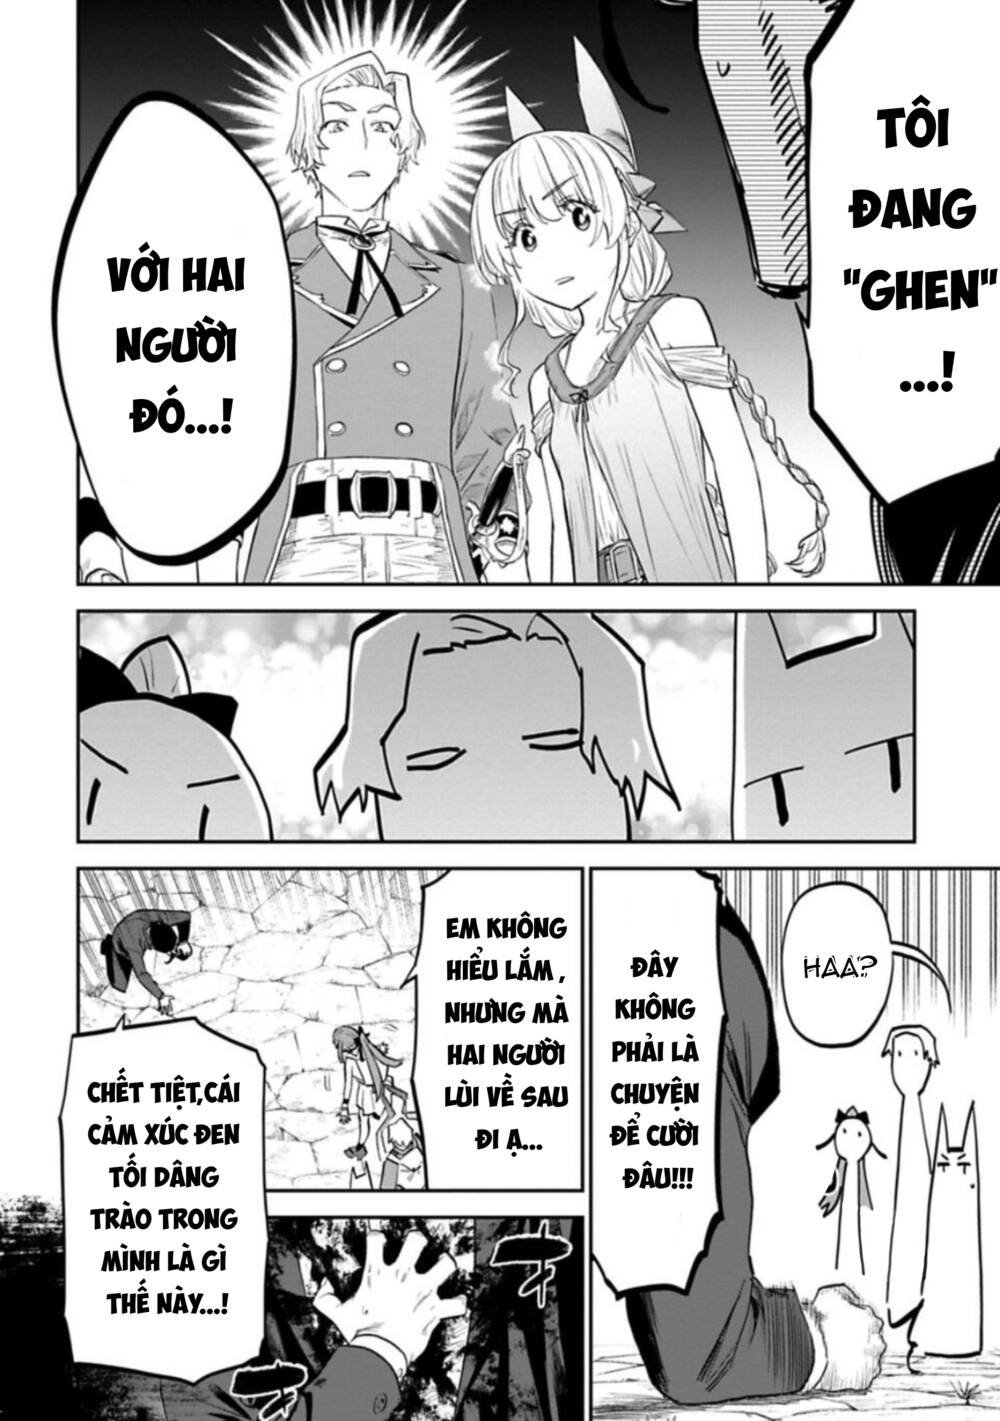 TÔI
ĐANG
"GHEN"
....!
VỚI HAI
NGƯỜI
ĐÓ...!
HAA?
ĐÂY
KHÔNG
PHẢI LÀ
CHUYỆN
ĐỂ CƯỜI
ĐÂU!!!
EM KHÔNG
HIỂU LẮM ,
NHƯNG MÀ
HAI NGƯỜI
LÙI VỀ SAU
ĐI Ạ...
CHẾT TIỆT,CÁI
CẢM XÚC ĐEN
TỐI DÂNG
TRÀO TRONG
MÌNH LÀ GÌ
THẾ NÀY...!